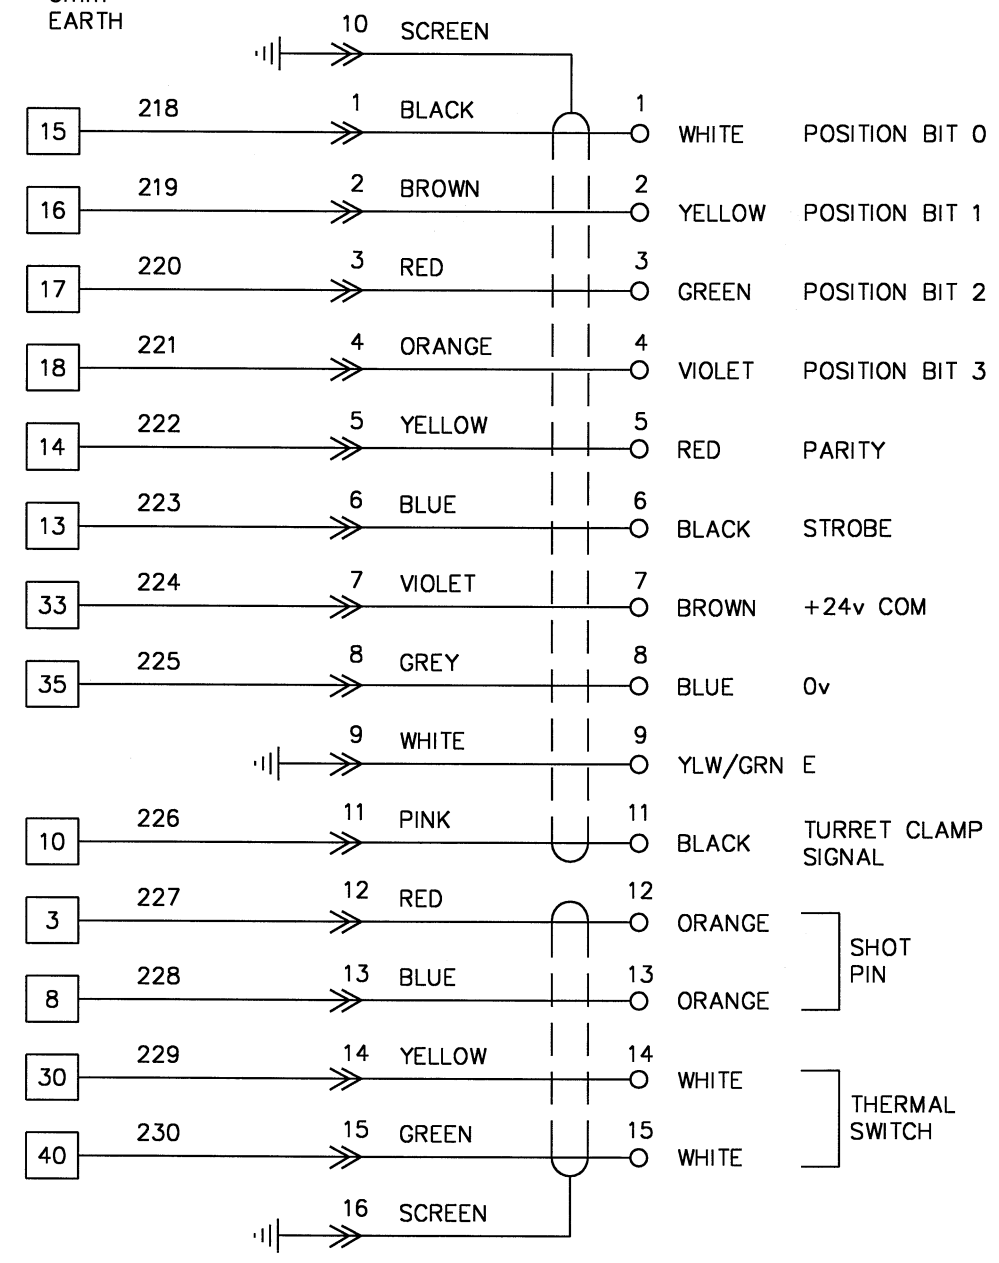 EARTH
10 SCREEN
15 218 1 BLACK 1 WHITE POSITION BIT 0
16 219 2 BROWN 2 YELLOW POSITION BIT 1
17 220 3 RED 3 GREEN POSITION BIT 2
18 221 4 ORANGE 4 VIOLET POSITION BIT 3
14 222 5 YELLOW 5 RED PARITY
13 223 6 BLUE 6 BLACK STROBE
33 224 7 VIOLET 7 BROWN +24v COM
35 225 8 GREY 8 BLUE 0v
9 WHITE 9 YLW/GRN E
10 226 11 PINK 11 BLACK TURRET CLAMP
SIGNAL
3 227 12 RED 12 ORANGE
SHOT
PIN
8 228 13 BLUE 13 ORANGE
30 229 14 YELLOW 14 WHITE
THERMAL
SWITCH
40 230 15 GREEN 15 WHITE
16 SCREEN